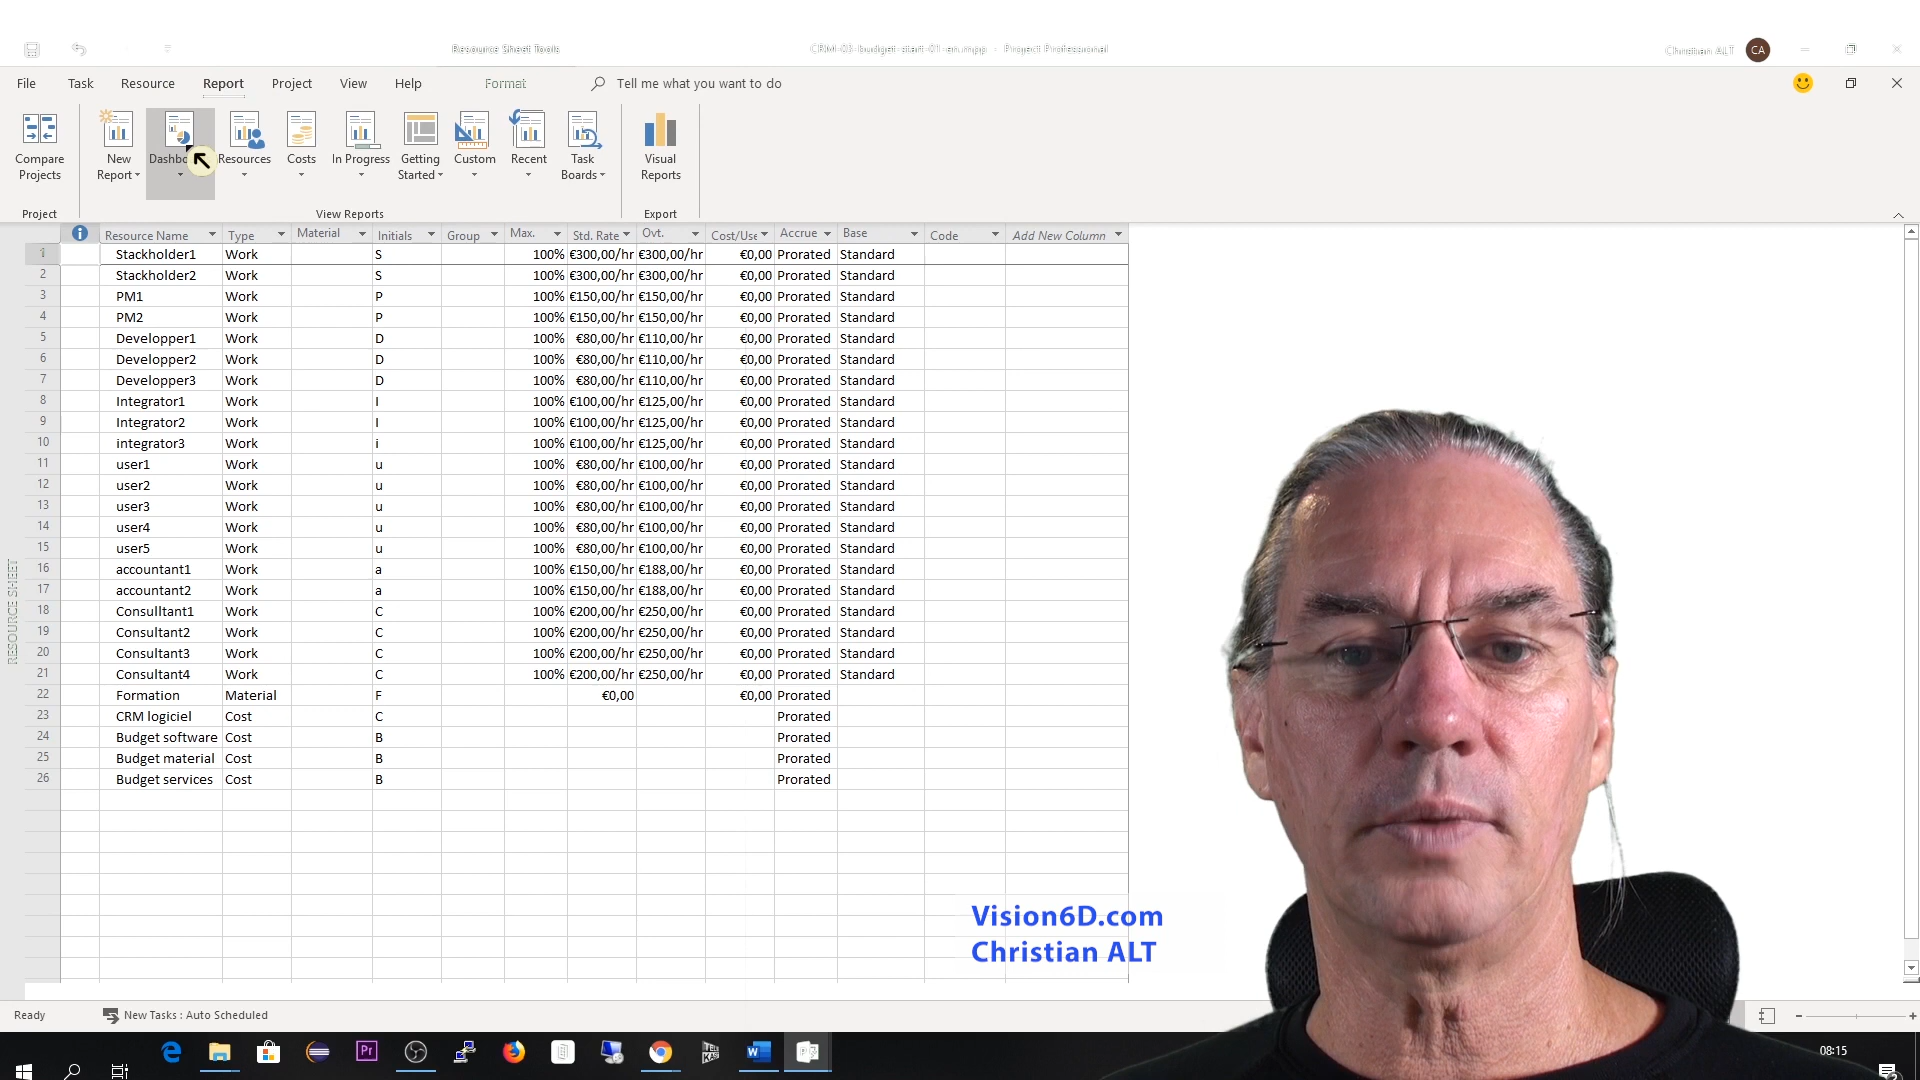 Resource Sheet Tools
CRM-03-budget-start-01-en.mpp - Project Professional
Christian ALT
CA
File
Task
Resource
Report
Project
View
Help
Format
Tell me what you want to do
Compare
Projects
New
Report
Resources
Costs
In Progress
Getting
Started
Custom
Recent
Task
Boards
Visual
Reports
Project
View Reports
Export
Resource Name Type Material Initials Group Max. Std. Rate Ovt. Cost/Use Accrue Base Code Add New Column
1 Stackholder1 Work S 100% €300,00/hr €300,00/hr €0,00 Prorated Standard
2 Stackholder2 Work S 100% €300,00/hr €300,00/hr €0,00 Prorated Standard
3 PM1 Work P 100% €150,00/hr €150,00/hr €0,00 Prorated Standard
4 PM2 Work P 100% €150,00/hr €150,00/hr €0,00 Prorated Standard
5 Developper1 Work D 100% €80,00/hr €110,00/hr €0,00 Prorated Standard
6 Developper2 Work D 100% €80,00/hr €110,00/hr €0,00 Prorated Standard
7 Developper3 Work D 100% €80,00/hr €110,00/hr €0,00 Prorated Standard
8 Integrator1 Work I 100% €100,00/hr €125,00/hr €0,00 Prorated Standard
9 Integrator2 Work I 100% €100,00/hr €125,00/hr €0,00 Prorated Standard
10 integrator3 Work i 100% €100,00/hr €125,00/hr €0,00 Prorated Standard
11 user1 Work u 100% €80,00/hr €100,00/hr €0,00 Prorated Standard
12 user2 Work u 100% €80,00/hr €100,00/hr €0,00 Prorated Standard
13 user3 Work u 100% €80,00/hr €100,00/hr €0,00 Prorated Standard
14 user4 Work u 100% €80,00/hr €100,00/hr €0,00 Prorated Standard
15 user5 Work u 100% €80,00/hr €100,00/hr €0,00 Prorated Standard
16 accountant1 Work a 100% €150,00/hr €188,00/hr €0,00 Prorated Standard
17 accountant2 Work a 100% €150,00/hr €188,00/hr €0,00 Prorated Standard
18 Consulltant1 Work C 100% €200,00/hr €250,00/hr €0,00 Prorated Standard
19 Consultant2 Work C 100% €200,00/hr €250,00/hr €0,00 Prorated Standard
20 Consultant3 Work C 100% €200,00/hr €250,00/hr €0,00 Prorated Standard
21 Consultant4 Work C 100% €200,00/hr €250,00/hr €0,00 Prorated Standard
22 Formation Material F €0,00 €0,00 Prorated
23 CRM logiciel Cost C Prorated
24 Budget software Cost B Prorated
25 Budget material Cost B Prorated
26 Budget services Cost B Prorated
RESOURCE SHEET
Vision6D.com
Christian ALT
Ready
New Tasks : Auto Scheduled
Pr
08:15